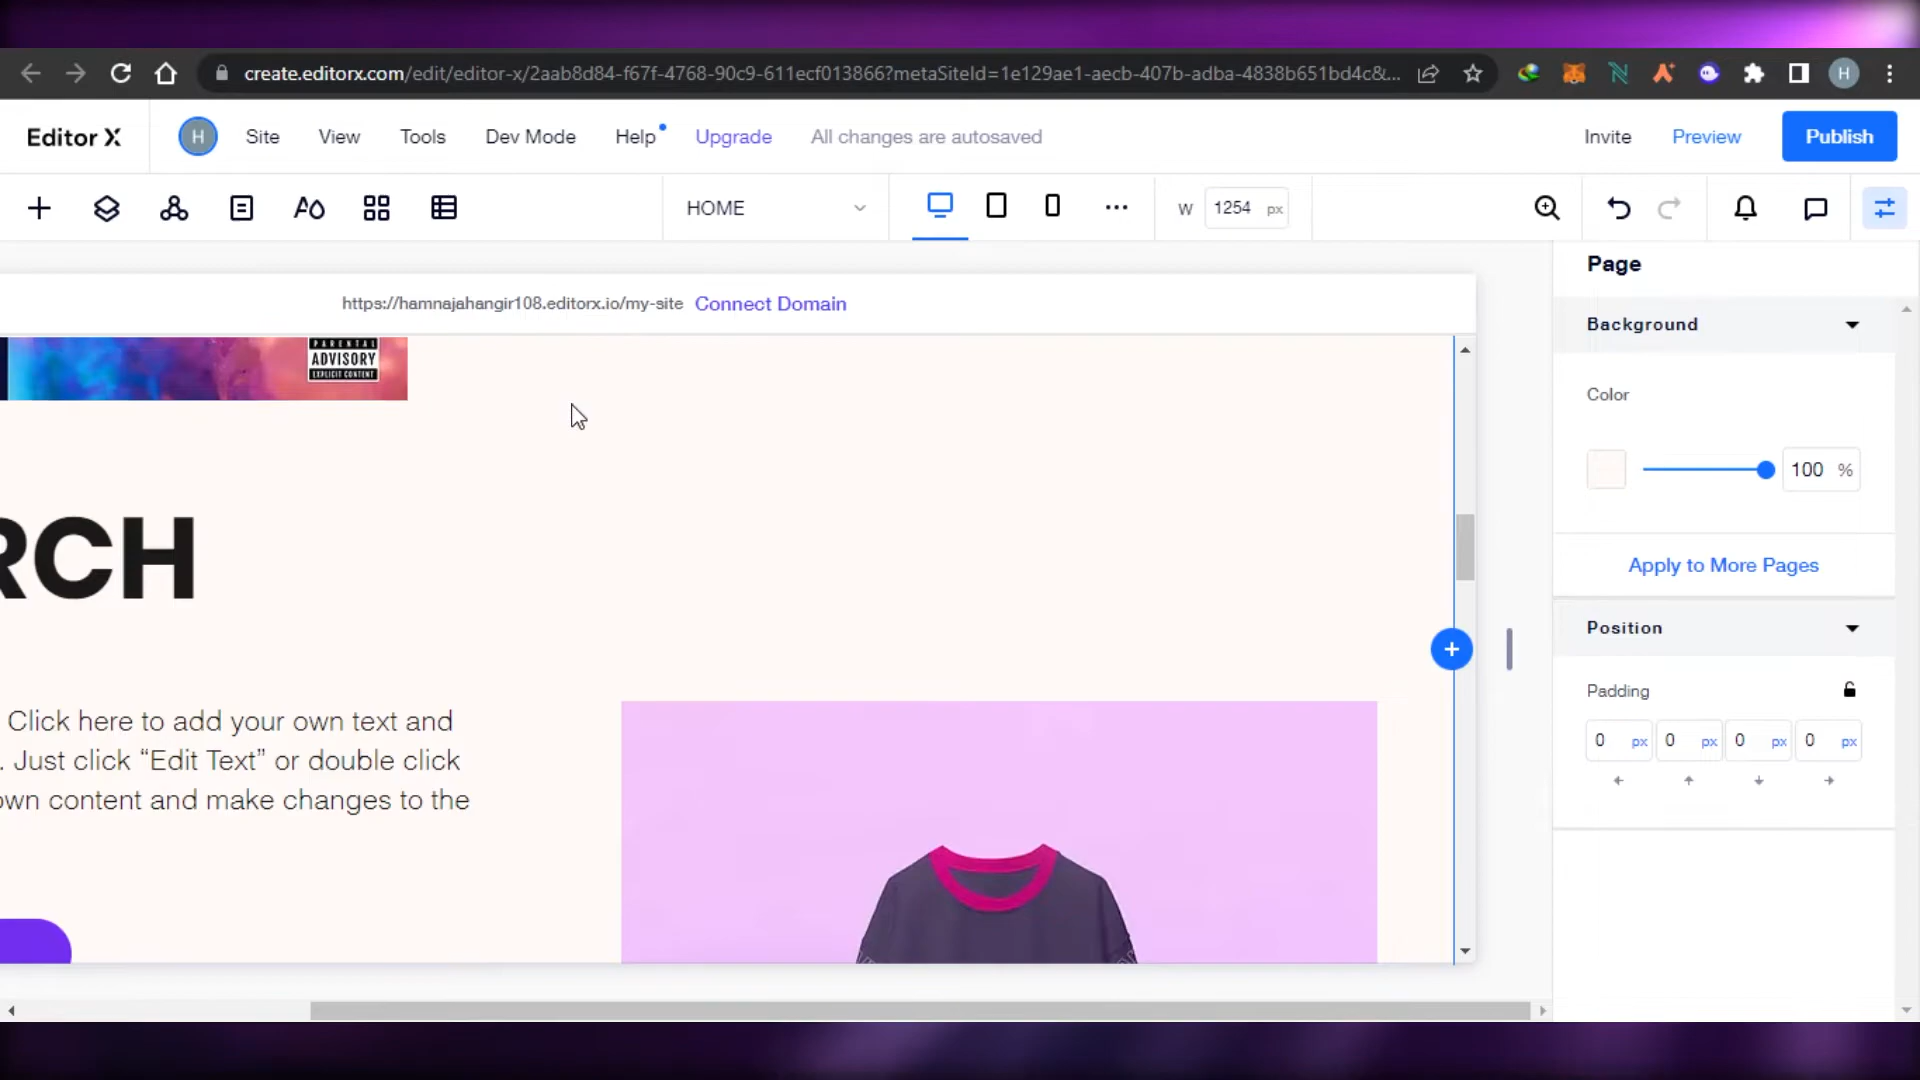 create.editorx.com/edit/editor-x/2aab8d84-f67f-4768-90c9-611ecf013866?metaSiteId=1e129ae1-aecb-407b-adba-4838b651bd4c&...
H
Editor X
H
Site
View
Tools
Dev Mode
Help
Upgrade
All changes are autosaved
Invite
Preview
Publish
HOME
W
1254 px
Page
https://hamnajahangir108.editorx.io/my-site Connect Domain
Background
PARENTAL
ADVISORY
EXPLICIT CONTENT
Color
100 %
RCH
Apply to More Pages
Position
Padding
Click here to add your own text and
. Just click “Edit Text” or double click
own content and make changes to the
0 px 0 px 0 px 0 px